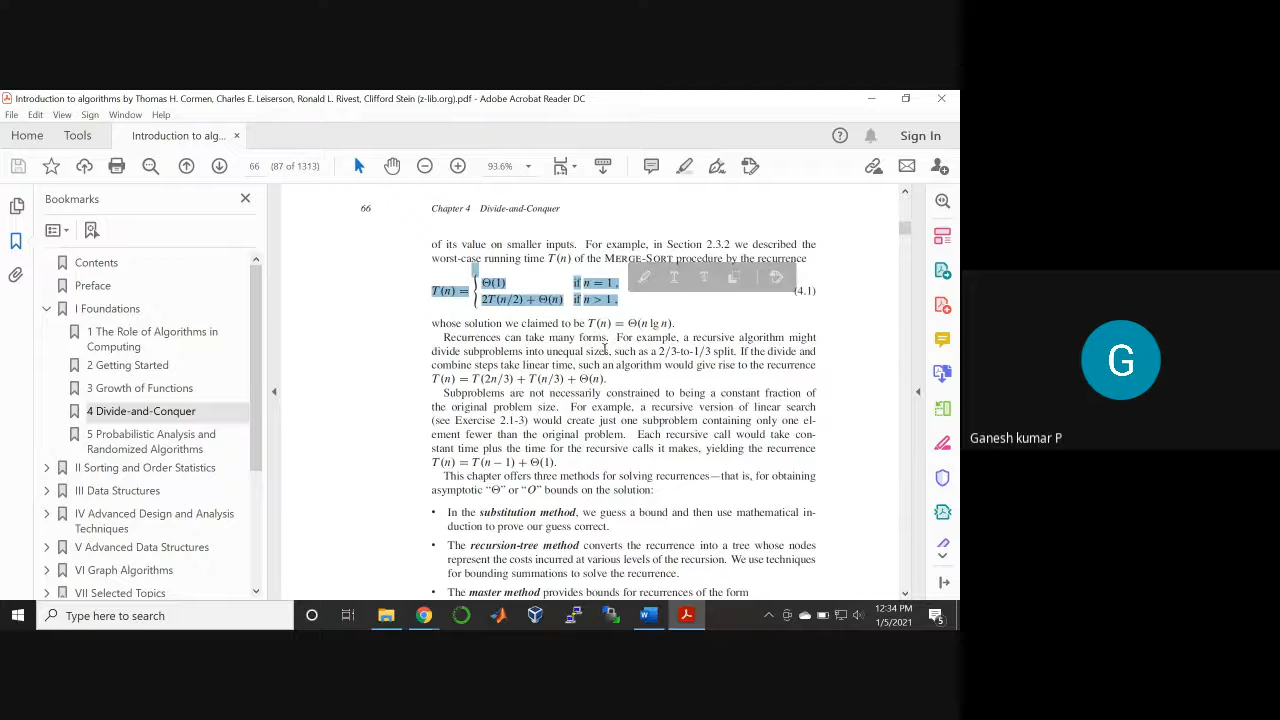 Introduction to algorithms by Thomas H. Cormen, Charles E. Leiserson, Ronald L. Rivest, Clifford Stein (z-lib.org).pdf - Adobe Acrobat Reader DC
File Edit View Sign Window Help
Home Tools Introduction to alg... × Sign In
66 (87 of 1313) 93.6%
Bookmarks
Contents
Preface
I Foundations
1 The Role of Algorithms in
Computing
2 Getting Started
3 Growth of Functions
4 Divide-and-Conquer
5 Probabilistic Analysis and
Randomized Algorithms
II Sorting and Order Statistics
III Data Structures
IV Advanced Design and Analysis
Techniques
V Advanced Data Structures
VI Graph Algorithms
VII Selected Topics
66 Chapter 4 Divide-and-Conquer
of its value on smaller inputs. For example, in Section 2.3.2 we described the
worst-case running time T(n) of the MERGE-SORT procedure by the recurrence
T(n) = { Θ(1) if n = 1 ,
2T(n/2) + Θ(n) if n > 1 , (4.1)
whose solution we claimed to be T(n) = Θ(n lg n).
Recurrences can take many forms. For example, a recursive algorithm might
divide subproblems into unequal sizes, such as a 2/3-to-1/3 split. If the divide and
combine steps take linear time, such an algorithm would give rise to the recurrence
T(n) = T(2n/3) + T(n/3) + Θ(n).
Subproblems are not necessarily constrained to being a constant fraction of
the original problem size. For example, a recursive version of linear search
(see Exercise 2.1-3) would create just one subproblem containing only one el-
ement fewer than the original problem. Each recursive call would take con-
stant time plus the time for the recursive calls it makes, yielding the recurrence
T(n) = T(n − 1) + Θ(1).
This chapter offers three methods for solving recurrences—that is, for obtaining
asymptotic “Θ” or “O” bounds on the solution:
• In the substitution method, we guess a bound and then use mathematical in-
duction to prove our guess correct.
• The recursion-tree method converts the recurrence into a tree whose nodes
represent the costs incurred at various levels of the recursion. We use techniques
for bounding summations to solve the recurrence.
• The master method provides bounds for recurrences of the form
Type here to search
12:34 PM
1/5/2021
5
G
Ganesh kumar P